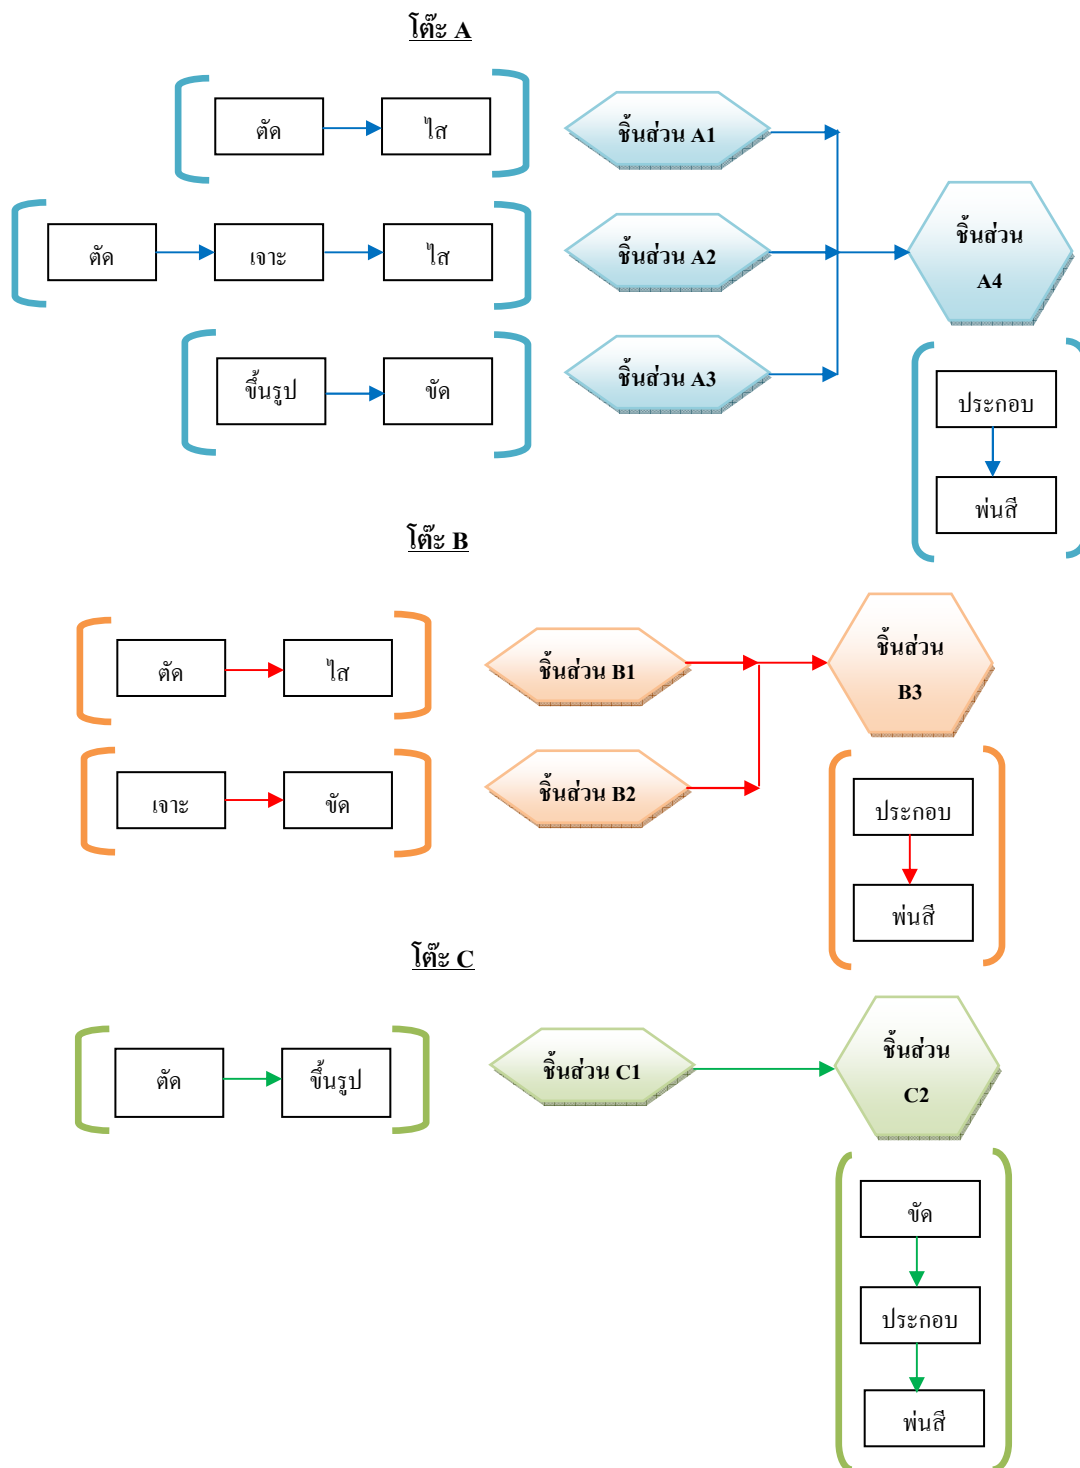 โต๊ะ A
ตัด
ไส
ชิ้นส่วน A1
ตัด
เจาะ
ไส
ชิ้นส่วน A2
ชิ้นส่วน
A4
ขึ้นรูป
ขัด
ชิ้นส่วน A3
ประกอบ
พ่นสี
โต๊ะ B
ตัด
ไส
ชิ้นส่วน B1
ชิ้นส่วน
B3
เจาะ
ขัด
ชิ้นส่วน B2
ประกอบ
พ่นสี
โต๊ะ C
ตัด
ขึ้นรูป
ชิ้นส่วน C1
ชิ้นส่วน
C2
ขัด
ประกอบ
พ่นสี